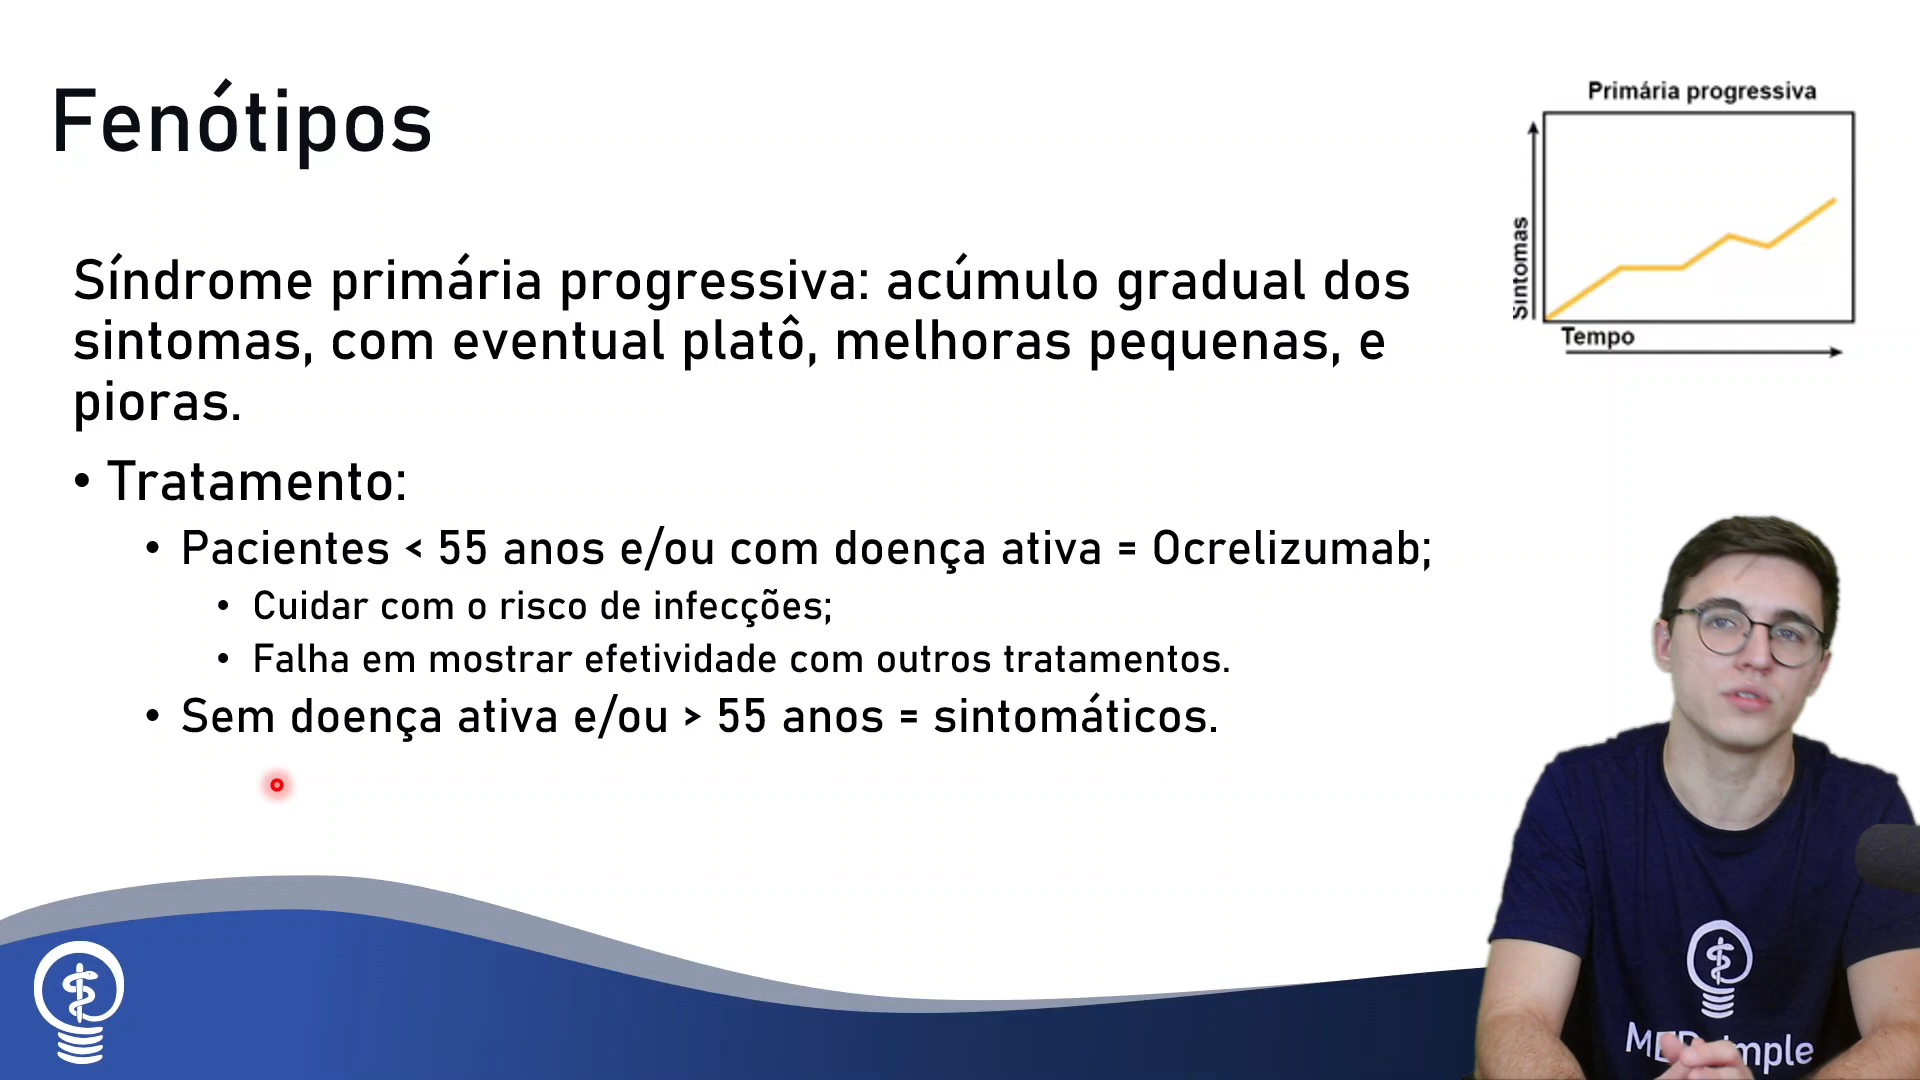 Fenótipos
Primária progressiva
Sintomas
Tempo
Síndrome primária progressiva: acúmulo gradual dos
sintomas, com eventual platô, melhoras pequenas, e
pioras.
• Tratamento:
• Pacientes < 55 anos e/ou com doença ativa = Ocrelizumab;
• Cuidar com o risco de infecções;
• Falha em mostrar efetividade com outros tratamentos.
• Sem doença ativa e/ou > 55 anos = sintomáticos.